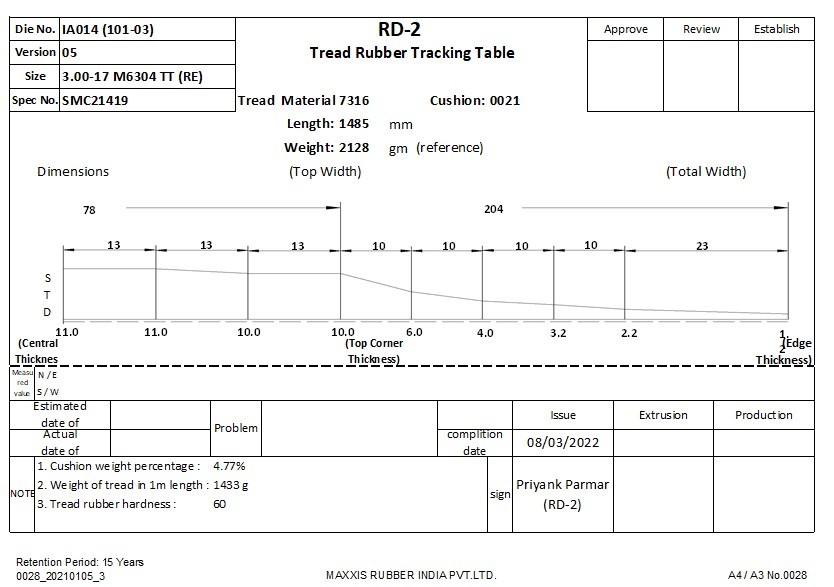 Die No. IA014 (101-03)
RD-2
Approve Review Establish
Version 05
Tread Rubber Tracking Table
Size 3.00-17 M6304 TT (RE)
Spec No. SMC21419
Tread Material 7316 Cushion: 0021
Length: 1485 mm
Weight: 2128 gm (reference)
Dimensions (Top Width) (Total Width)
78 204
13 13 13 10 10 10 10 23
S
T
D
11.0 11.0 10.0 10.0 6.0 4.0 3.2 2.2 1.2
(Central Thicknes
(Top Corner Thickness)
(Edge Thickness)
Measured value
N / E
S / W
Estimated date of
Actual date of
Problem
Issue Extrusion Production
complition date
08/03/2022
NOTE
1. Cushion weight percentage : 4.77%
2. Weight of tread in 1m length : 1433 g
3. Tread rubber hardness : 60
sign
Priyank Parmar
(RD-2)
Retention Period: 15 Years
0028_20210105_3
MAXXIS RUBBER INDIA PVT.LTD.
A4 / A3 No.0028